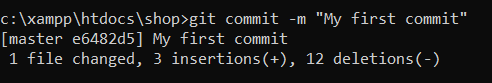 c:\xampp\htdocs\shop>git commit -m "My first commit"
[master e6482d5] My first commit
 1 file changed, 3 insertions(+), 12 deletions(-)